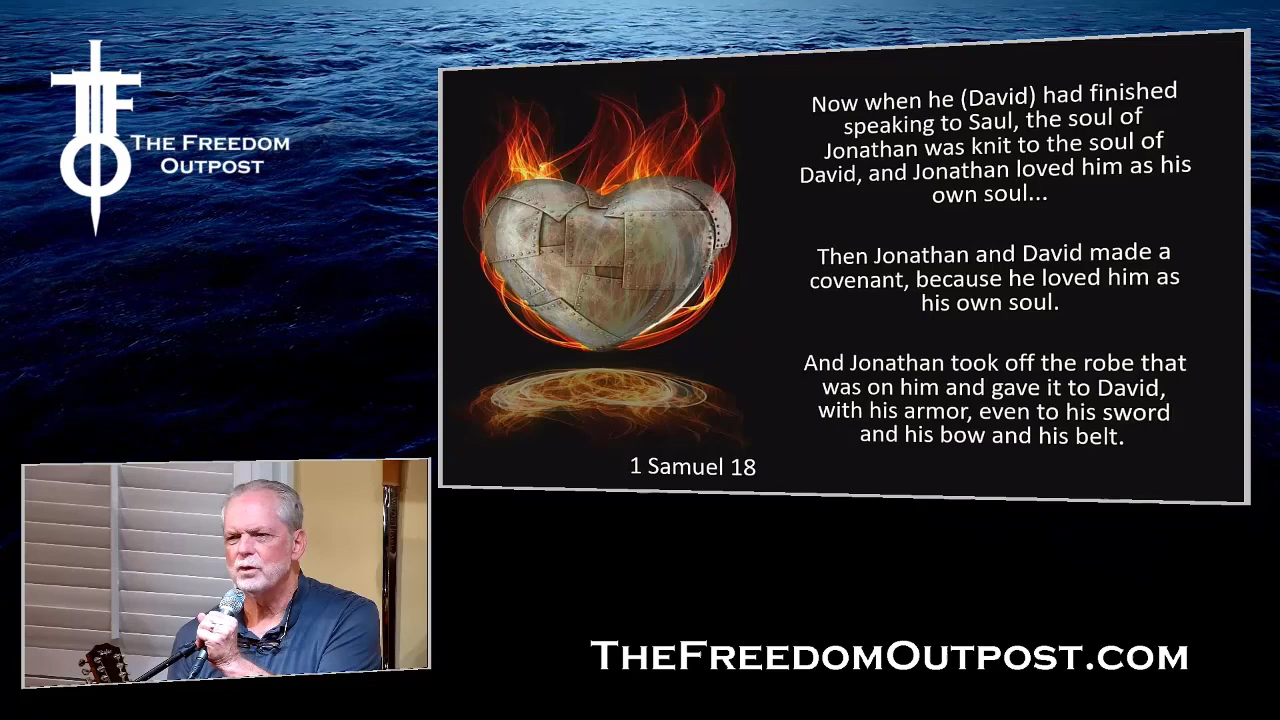 THE FREEDOM
OUTPOST
Now when he (David) had finished
speaking to Saul, the soul of
Jonathan was knit to the soul of
David, and Jonathan loved him as his
own soul...
Then Jonathan and David made a
covenant, because he loved him as
his own soul.
And Jonathan took off the robe that
was on him and gave it to David,
with his armor, even to his sword
and his bow and his belt.
1 Samuel 18
THEFREEDOMOUTPOST.COM